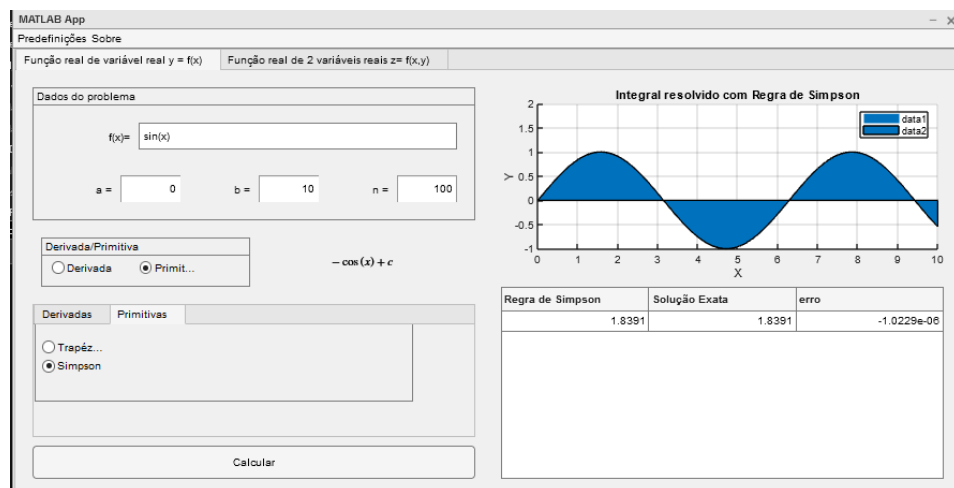 MATLAB App
Predefinições Sobre
Função real de variável real y = f(x) Função real de 2 variáveis reais z= f(x,y)
Dados do problema
f(x)= sin(x)
a = 0 b = 10 n = 100
Derivada/Primitiva
Derivada Primit...
− cos (x) + c
Derivadas Primitivas
Trapéz...
Simpson
Calcular
Integral resolvido com Regra de Simpson
data1
data2
Y
2
1.5
1
0.5
0
-0.5
-1
0 1 2 3 4 5 6 7 8 9 10
X
Regra de Simpson Solução Exata erro
1.8391 1.8391 -1.0229e-06